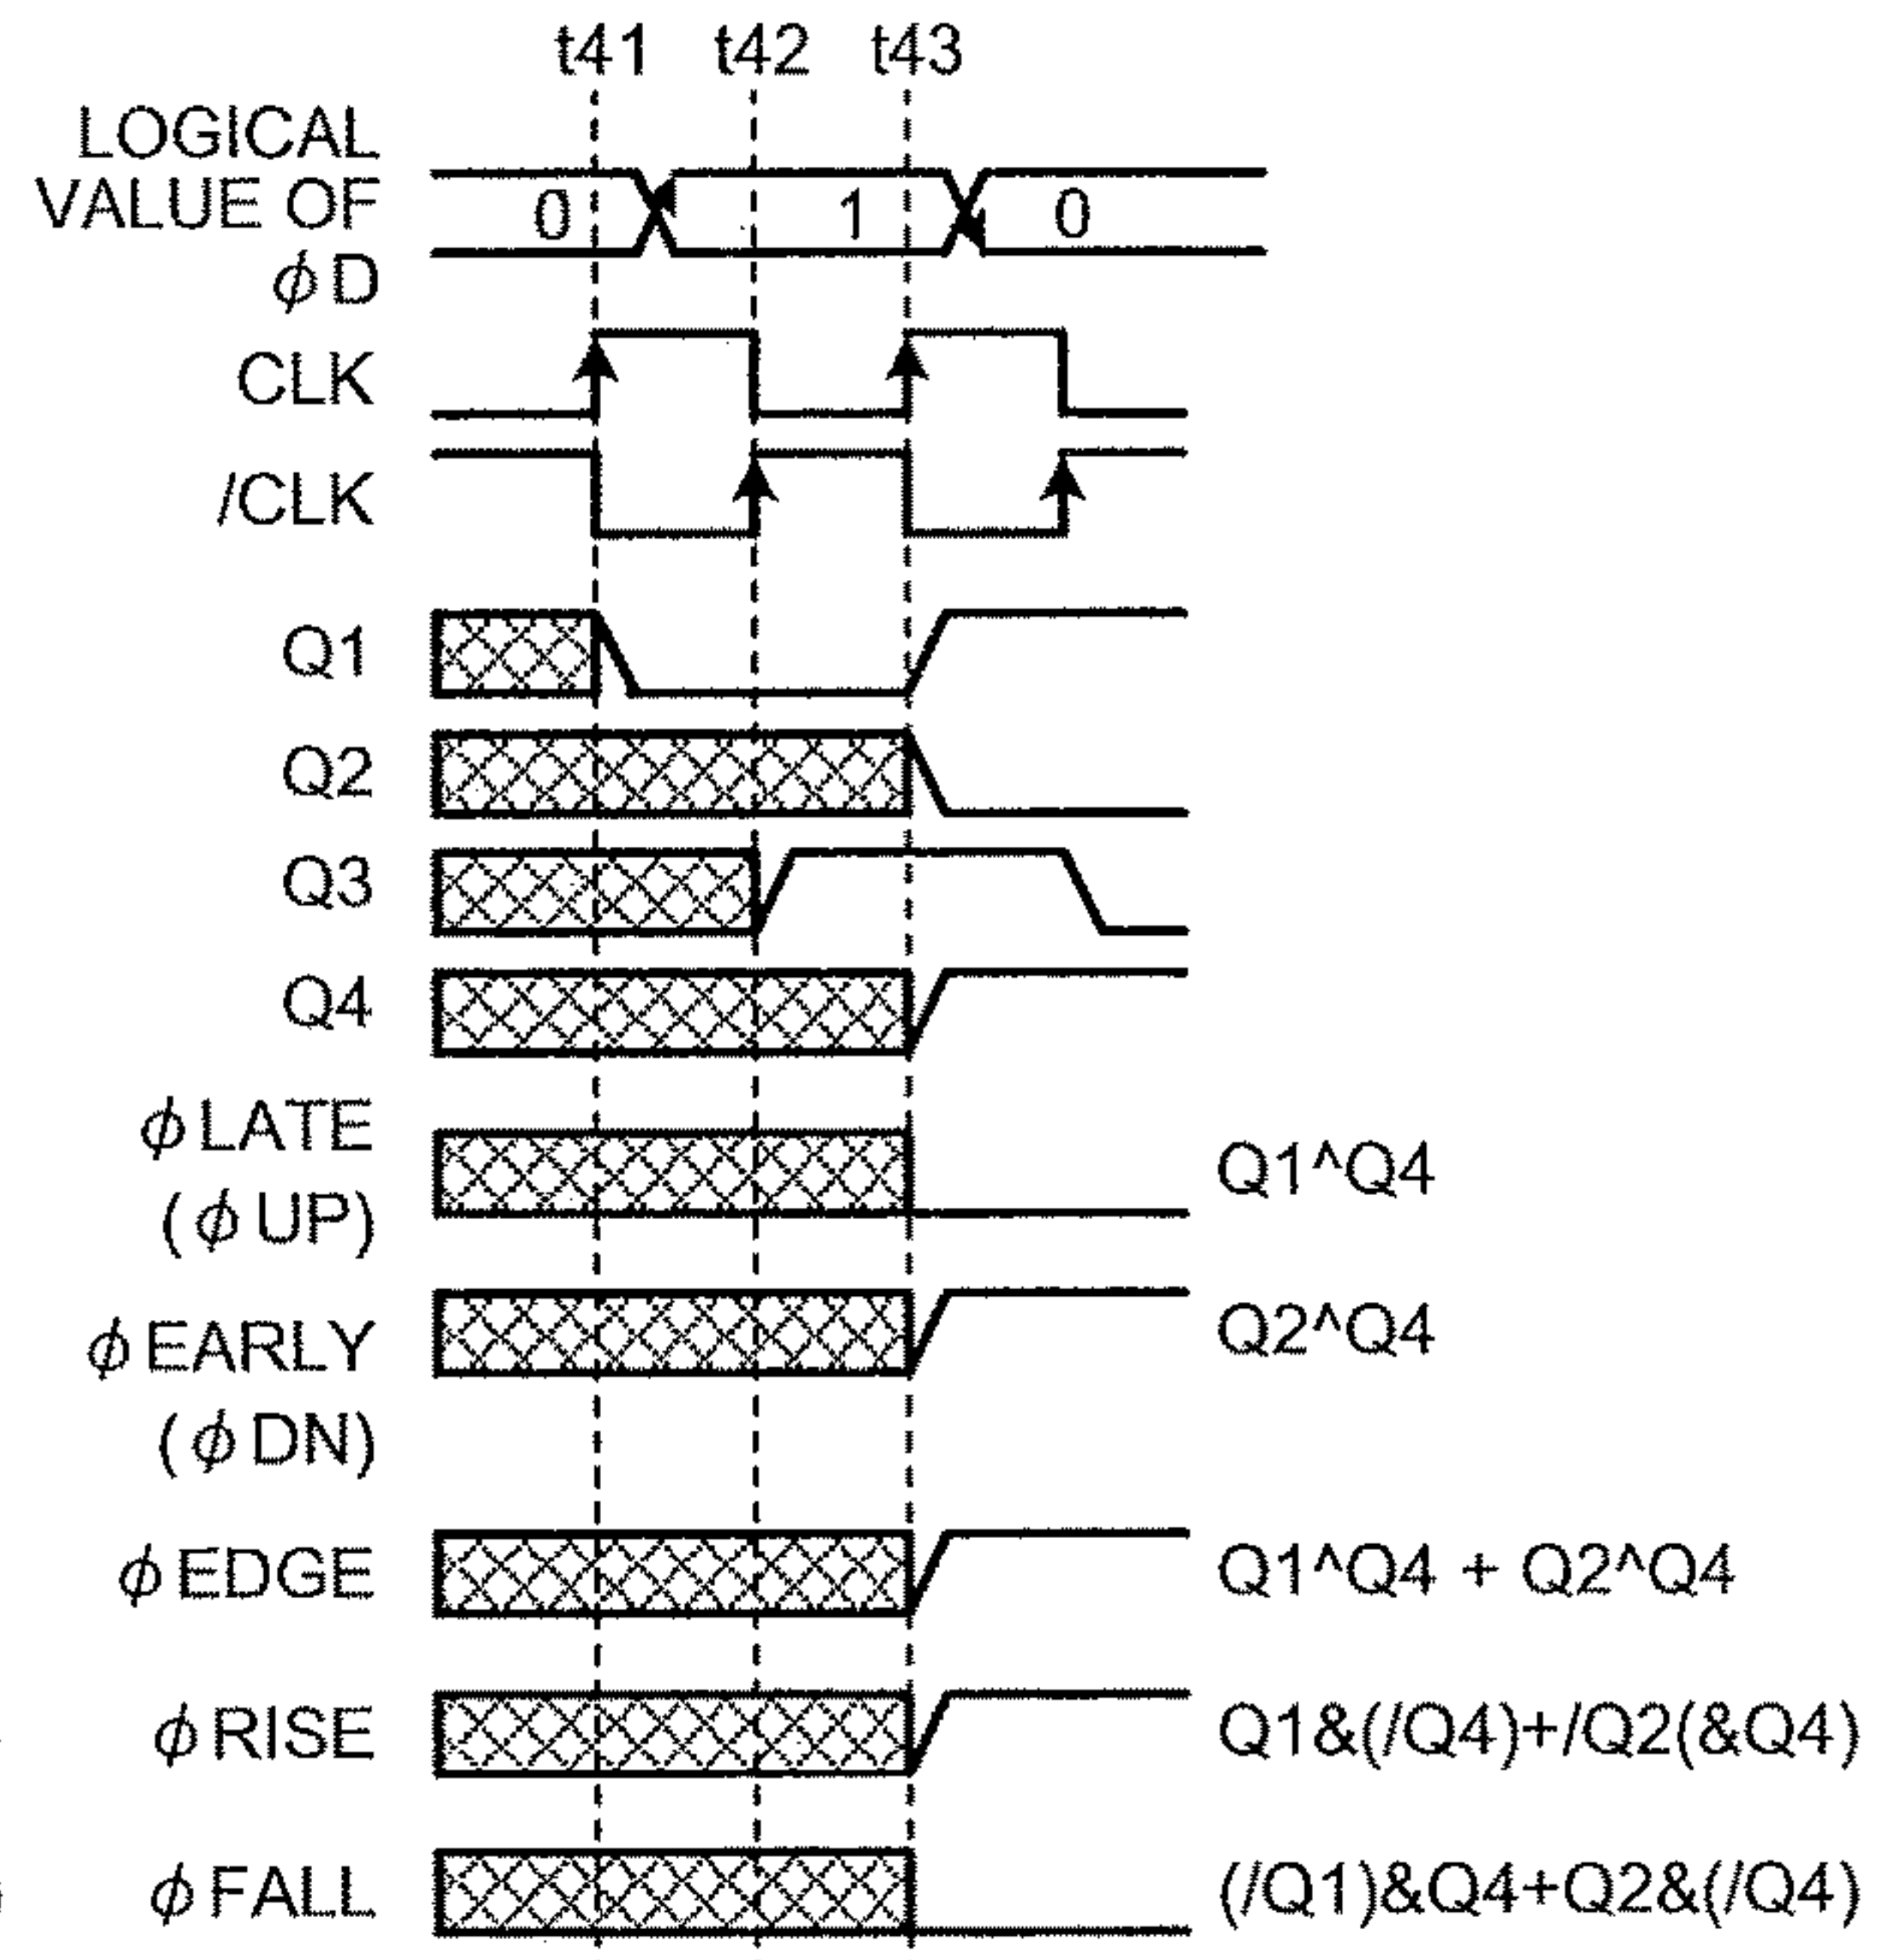 t41 t42 t43
LOGICAL
VALUE OF
φD
0 1 0
CLK
/CLK
Q1
Q2
Q3
Q4
φLATE
(φUP)
Q1^Q4
φEARLY
(φDN)
Q2^Q4
φEDGE
Q1^Q4 + Q2^Q4
φRISE
Q1&(/Q4)+/Q2(&Q4)
φFALL
(/Q1)&Q4+Q2&(/Q4)